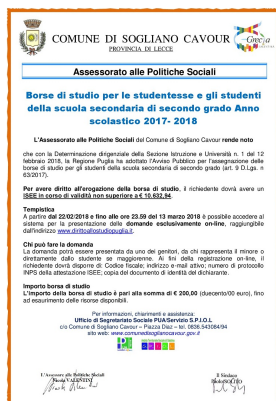 COMUNE DI SOGLIANO CAVOUR
PROVINCIA DI LECCE
Grecìa
Assessorato alle Politiche Sociali
Borse di studio per le studentesse e gli studenti
della scuola secondaria di secondo grado Anno
scolastico 2017- 2018
L'Assessorato alle Politiche Sociali del Comune di Sogliano Cavour rende noto
che con la Determinazione dirigenziale della Sezione Istruzione e Università n. 1 del 12
febbraio 2018, la Regione Puglia ha adottato l'Avviso Pubblico per l'assegnazione delle
borse di studio per gli studenti della scuola secondaria di secondo grado (art. 9 D.Lgs. n
63/2017).
Per avere diritto all'erogazione della borsa di studio, il richiedente dovrà avere un
ISEE in corso di validità non superiore a € 10.632,94.
Tempistica
A partire dal 22/02/2018 e fino alle ore 23.59 del 13 marzo 2018 è possibile accedere al
sistema per la presentazione delle domande esclusivamente on-line, raggiungibile
dall'indirizzo www.dirittoallostudiopuglia.it.
Chi può fare la domanda
La domanda potrà essere presentata da uno dei genitori, da chi rappresenta il minore o
direttamente dallo studente se maggiorenne. Ai fini della registrazione on-line, il
richiedente dovrà disporre di: Codice fiscale; indirizzo e-mail attivo; numero di protocollo
INPS della attestazione ISEE; copia del documento di identità del dichiarante.
Importo borsa di studio
L'importo della borsa di studio è pari alla somma di € 200,00 (duecento/00 euro), fino
ad esaurimento delle risorse disponibili.
Per informazioni, chiarimenti e assistenza:
Ufficio di Segretariato Sociale PUA/Servizio S.P.I.O.L
c/o Comune di Sogliano Cavour – Piazza Diaz – tel. 0836.543084/94
sito web: www.comunedisoglianocavour.gov.it
L'Assessore alle Politiche Sociali
Nicola VALENTINI
Il Sindaco
Paolo SOLITO